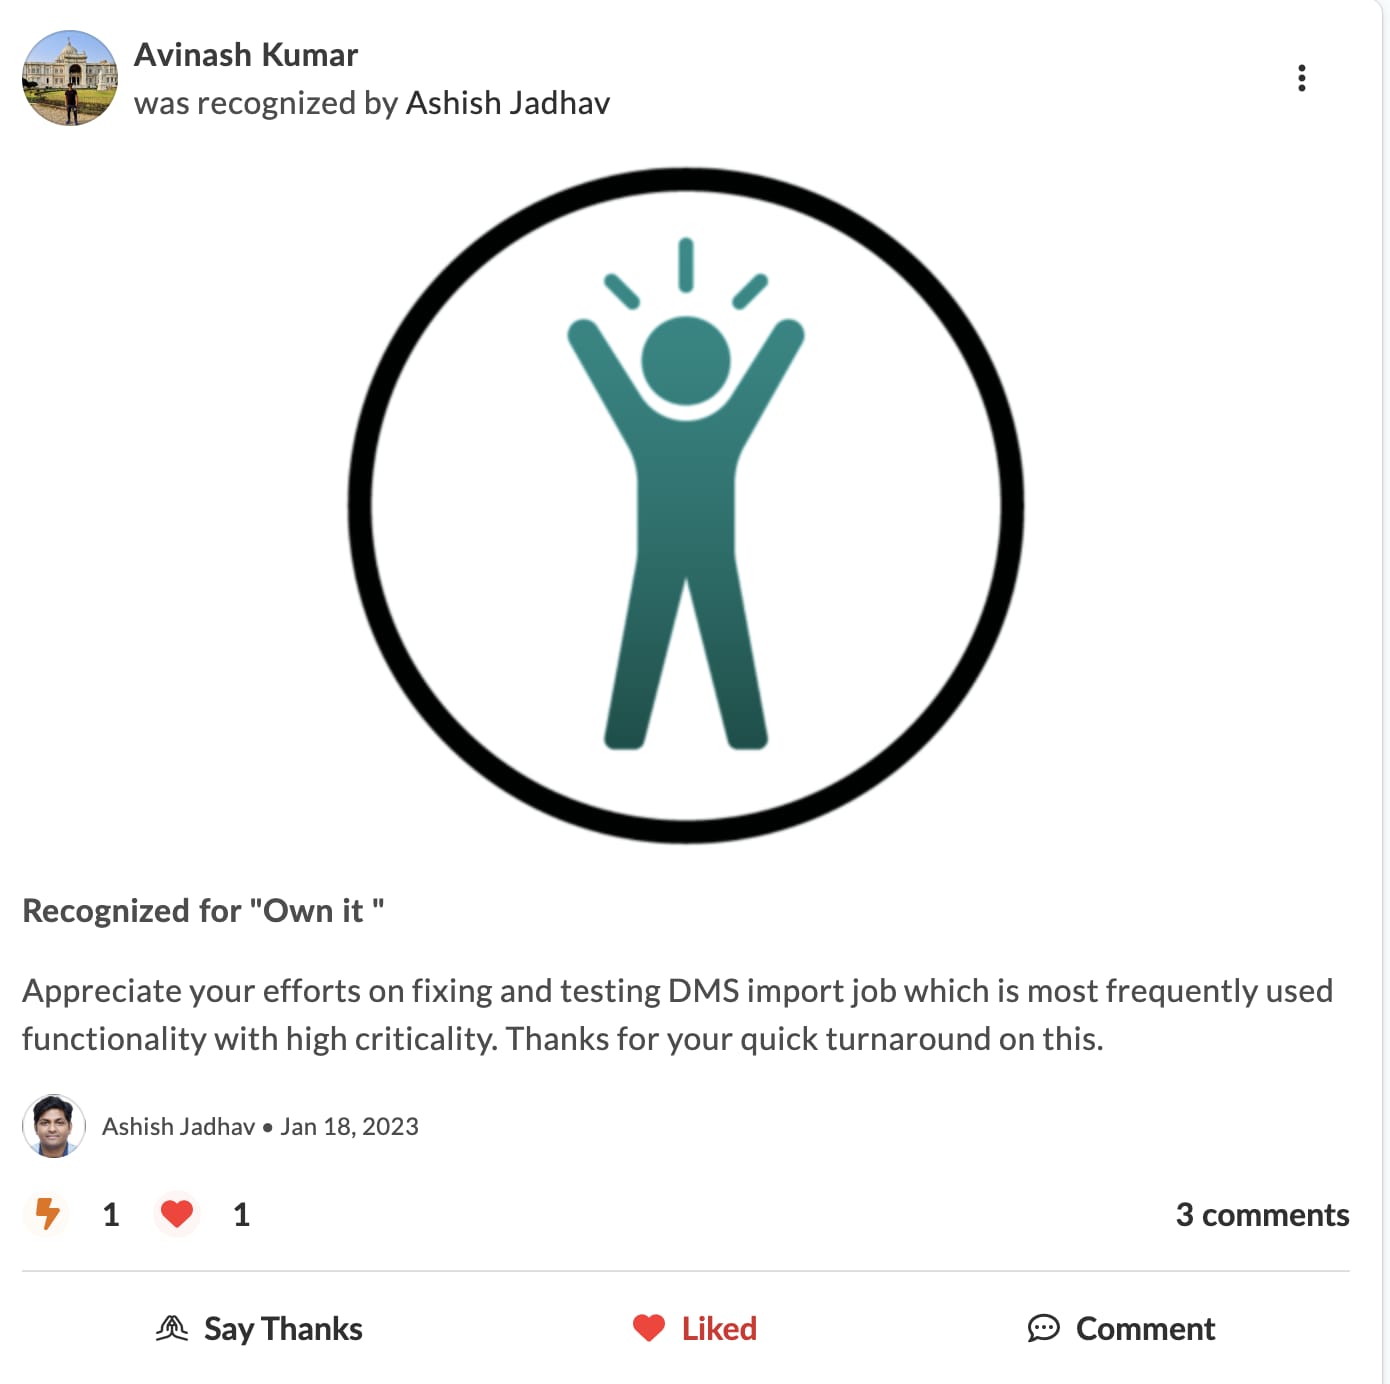 Avinash Kumar
was recognized by Ashish Jadhav
Recognized for "Own it "
Appreciate your efforts on fixing and testing DMS import job which is most frequently used
functionality with high criticality. Thanks for your quick turnaround on this.
Ashish Jadhav • Jan 18, 2023
1 1 3 comments
Say Thanks Liked Comment